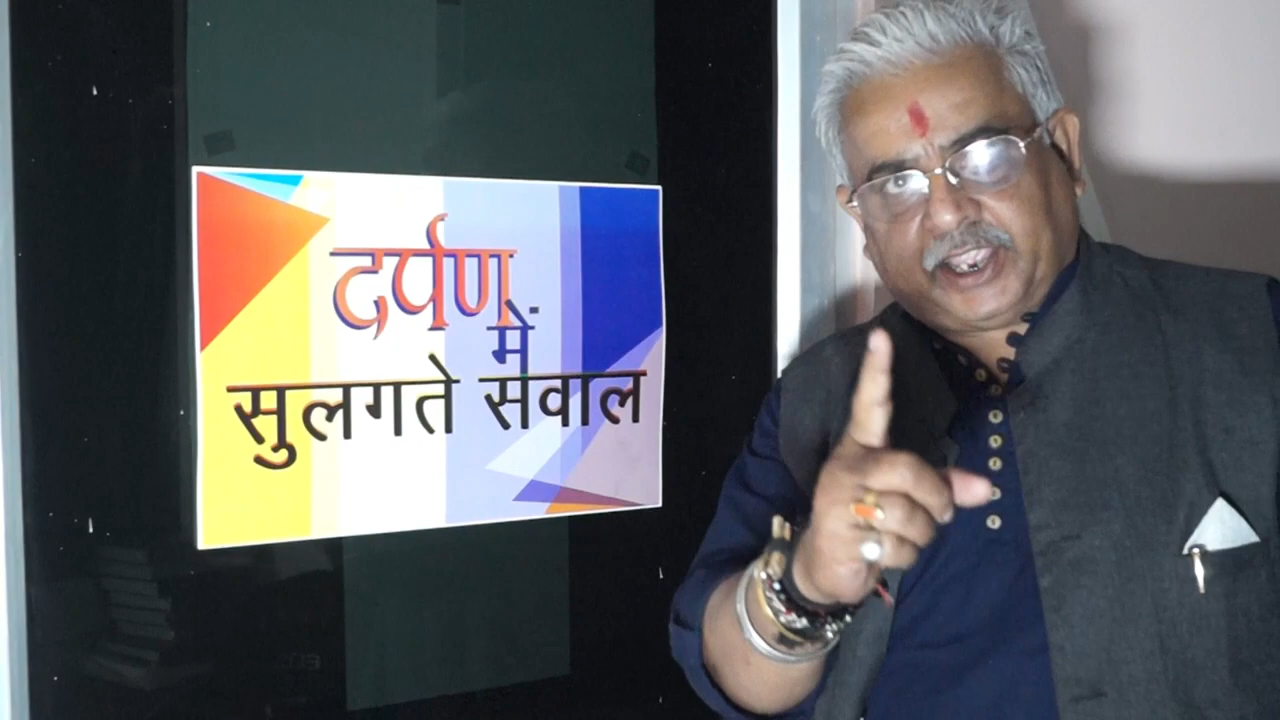 दर्पण
में
सुलगते सवाल